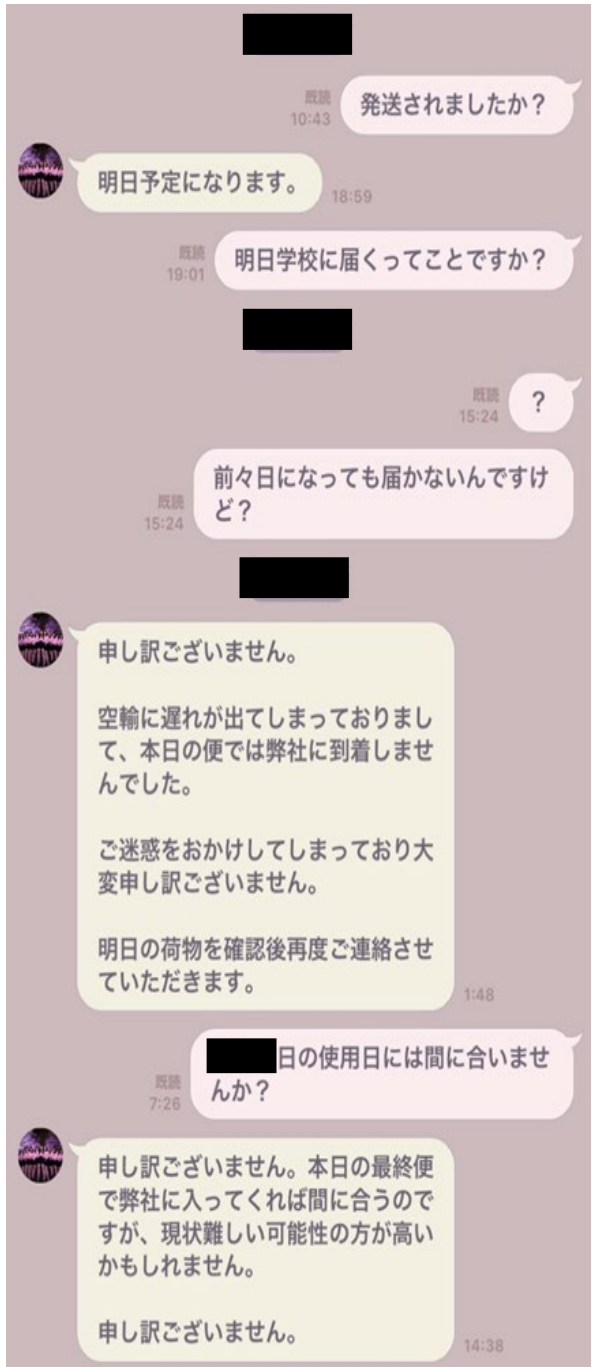 既読
10:43
発送されましたか？
明日予定になります。
18:59
既読
19:01
明日学校に届くってことですか？
既読
15:24
？
前々日になっても届かないんですけ
ど？
既読
15:24
申し訳ございません。
空輸に遅れが出てしまっておりまし
て、本日の便では弊社に到着しませ
んでした。
ご迷惑をおかけしてしまっており大
変申し訳ございません。
明日の荷物を確認後再度ご連絡させ
ていただきます。
1:48
日の使用日には間に合いませ
んか？
既読
7:26
申し訳ございません。本日の最終便
で弊社に入ってくれば間に合うので
すが、現状難しい可能性の方が高い
かもしれません。
申し訳ございません。
14:38